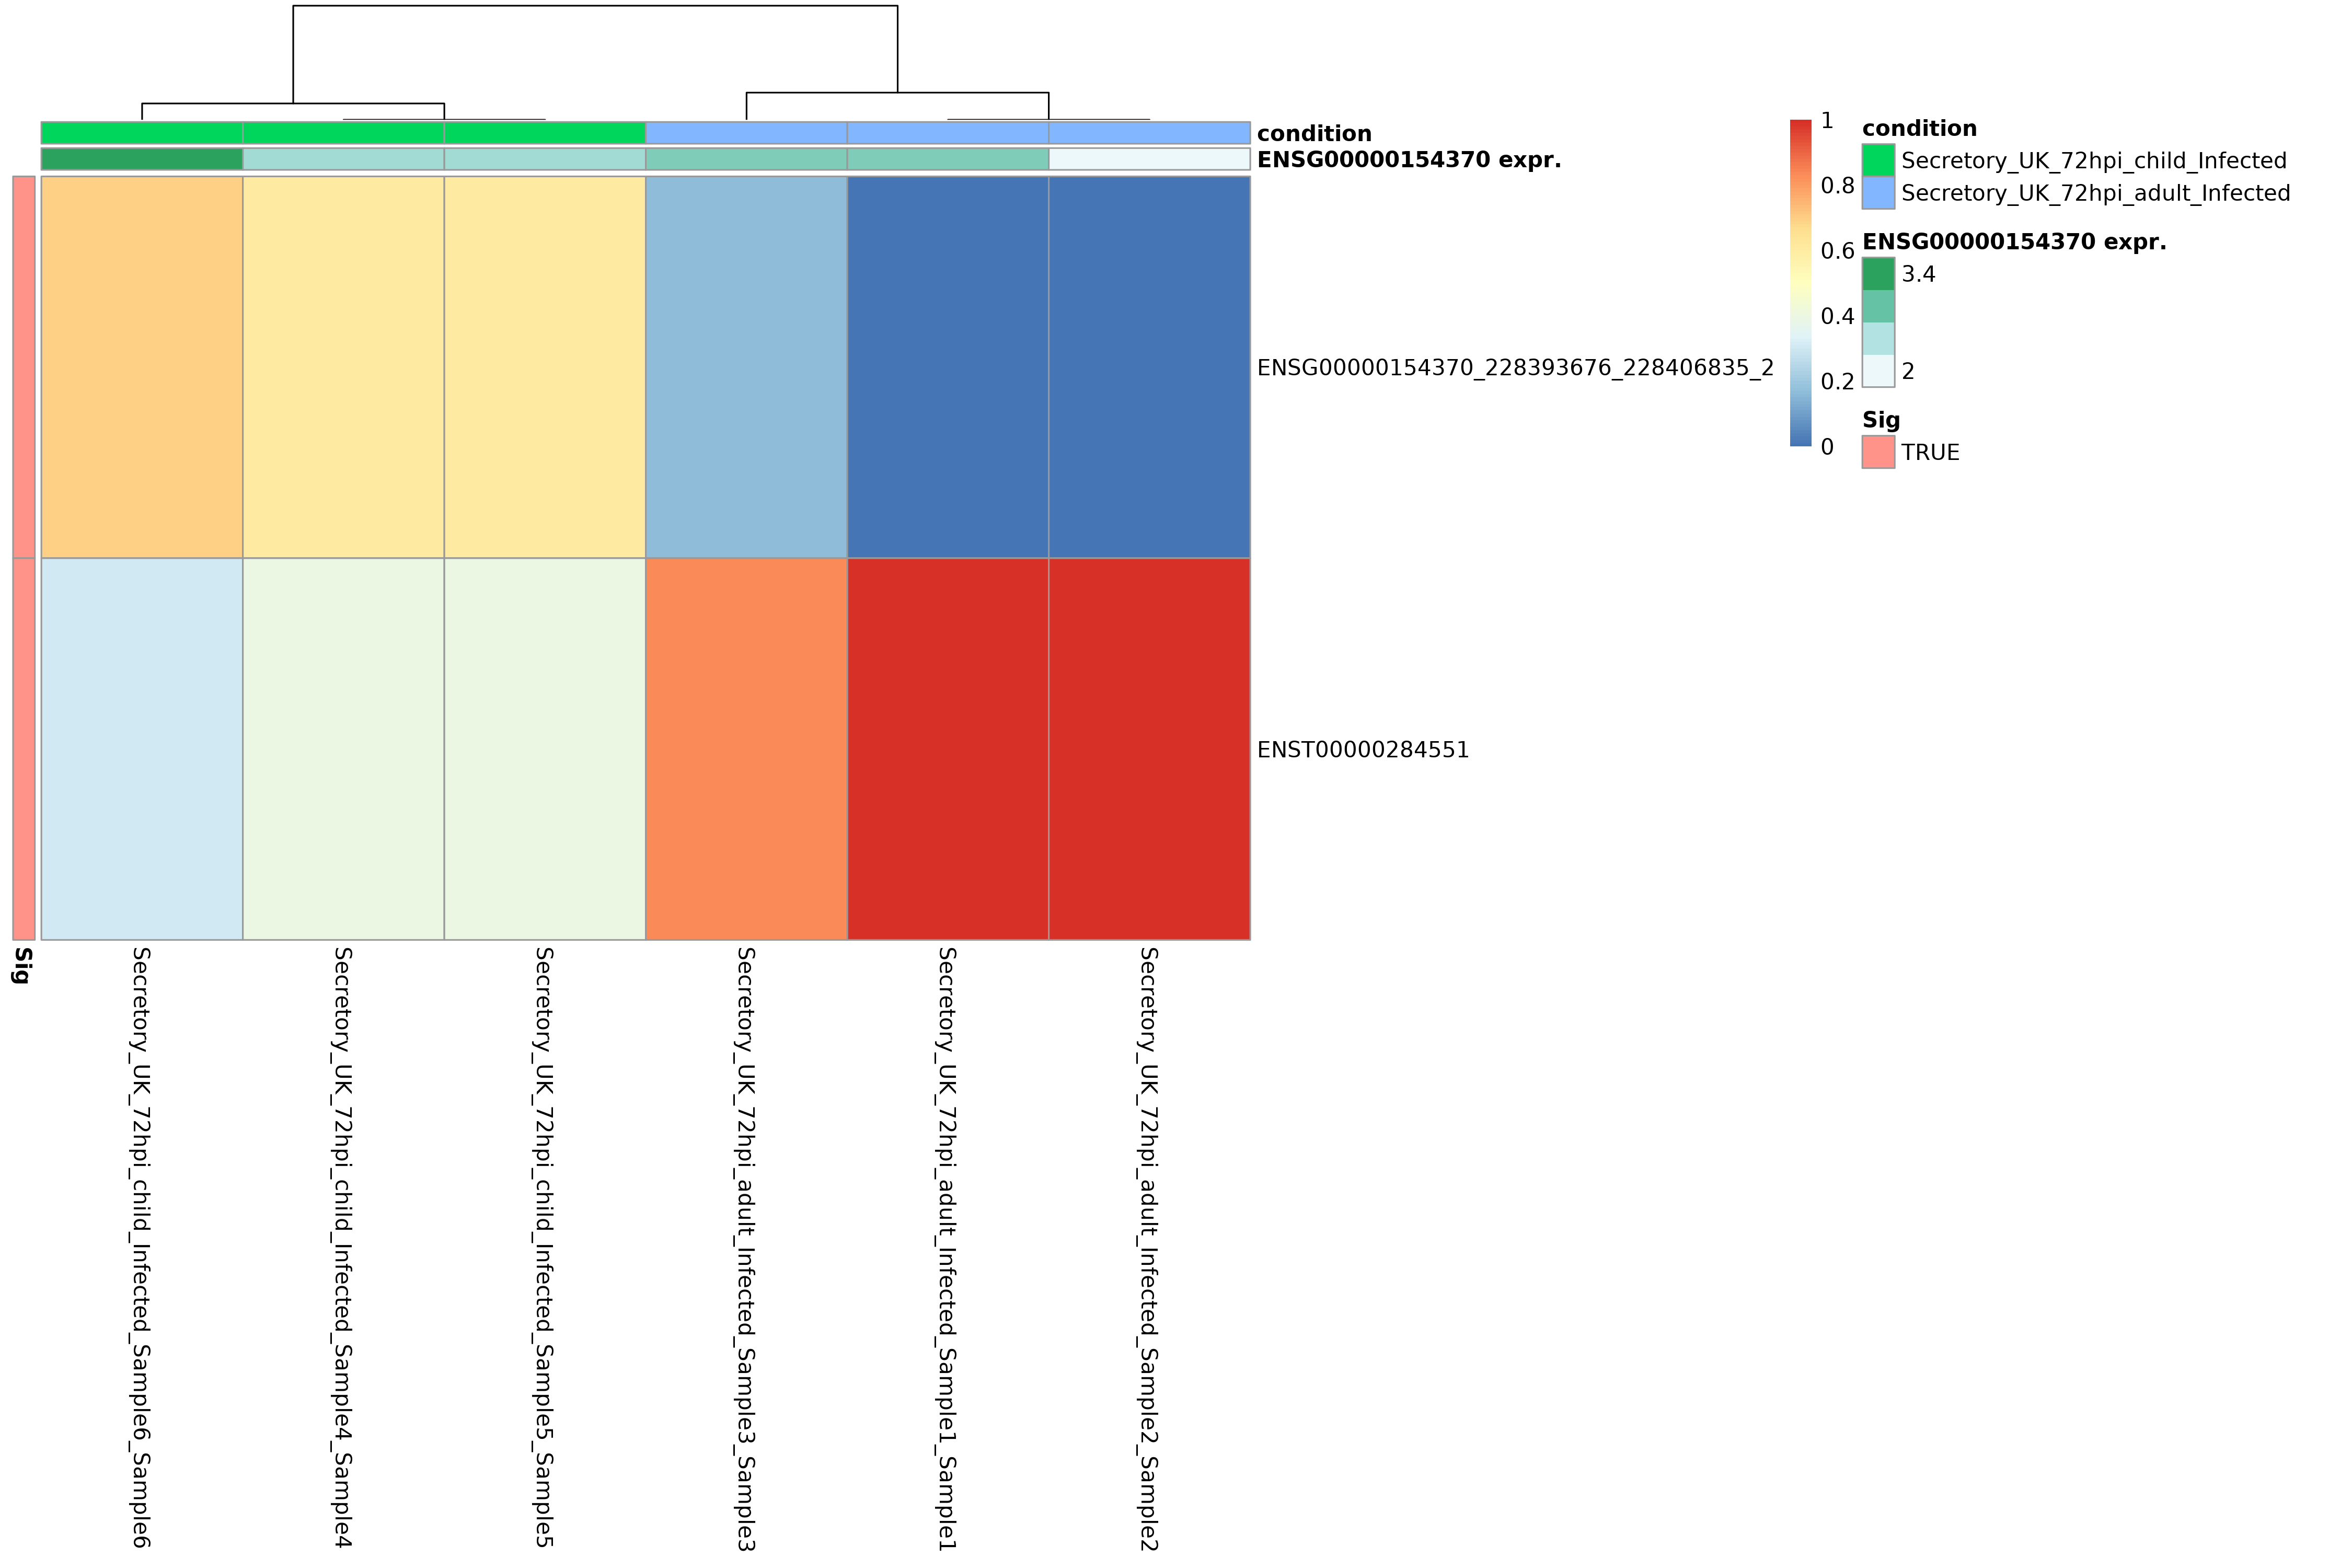 condition
ENSG00000154370 expr.
ENSG00000154370_228393676_228406835_2
ENST00000284551
Sig
Secretory_UK_72hpi_child_Infected_Sample6_Sample6
Secretory_UK_72hpi_child_Infected_Sample4_Sample4
Secretory_UK_72hpi_child_Infected_Sample5_Sample5
Secretory_UK_72hpi_adult_Infected_Sample3_Sample3
Secretory_UK_72hpi_adult_Infected_Sample1_Sample1
Secretory_UK_72hpi_adult_Infected_Sample2_Sample2
1
0.8
0.6
0.4
0.2
0
condition
Secretory_UK_72hpi_child_Infected
Secretory_UK_72hpi_adult_Infected
ENSG00000154370 expr.
3.4
2
Sig
TRUE